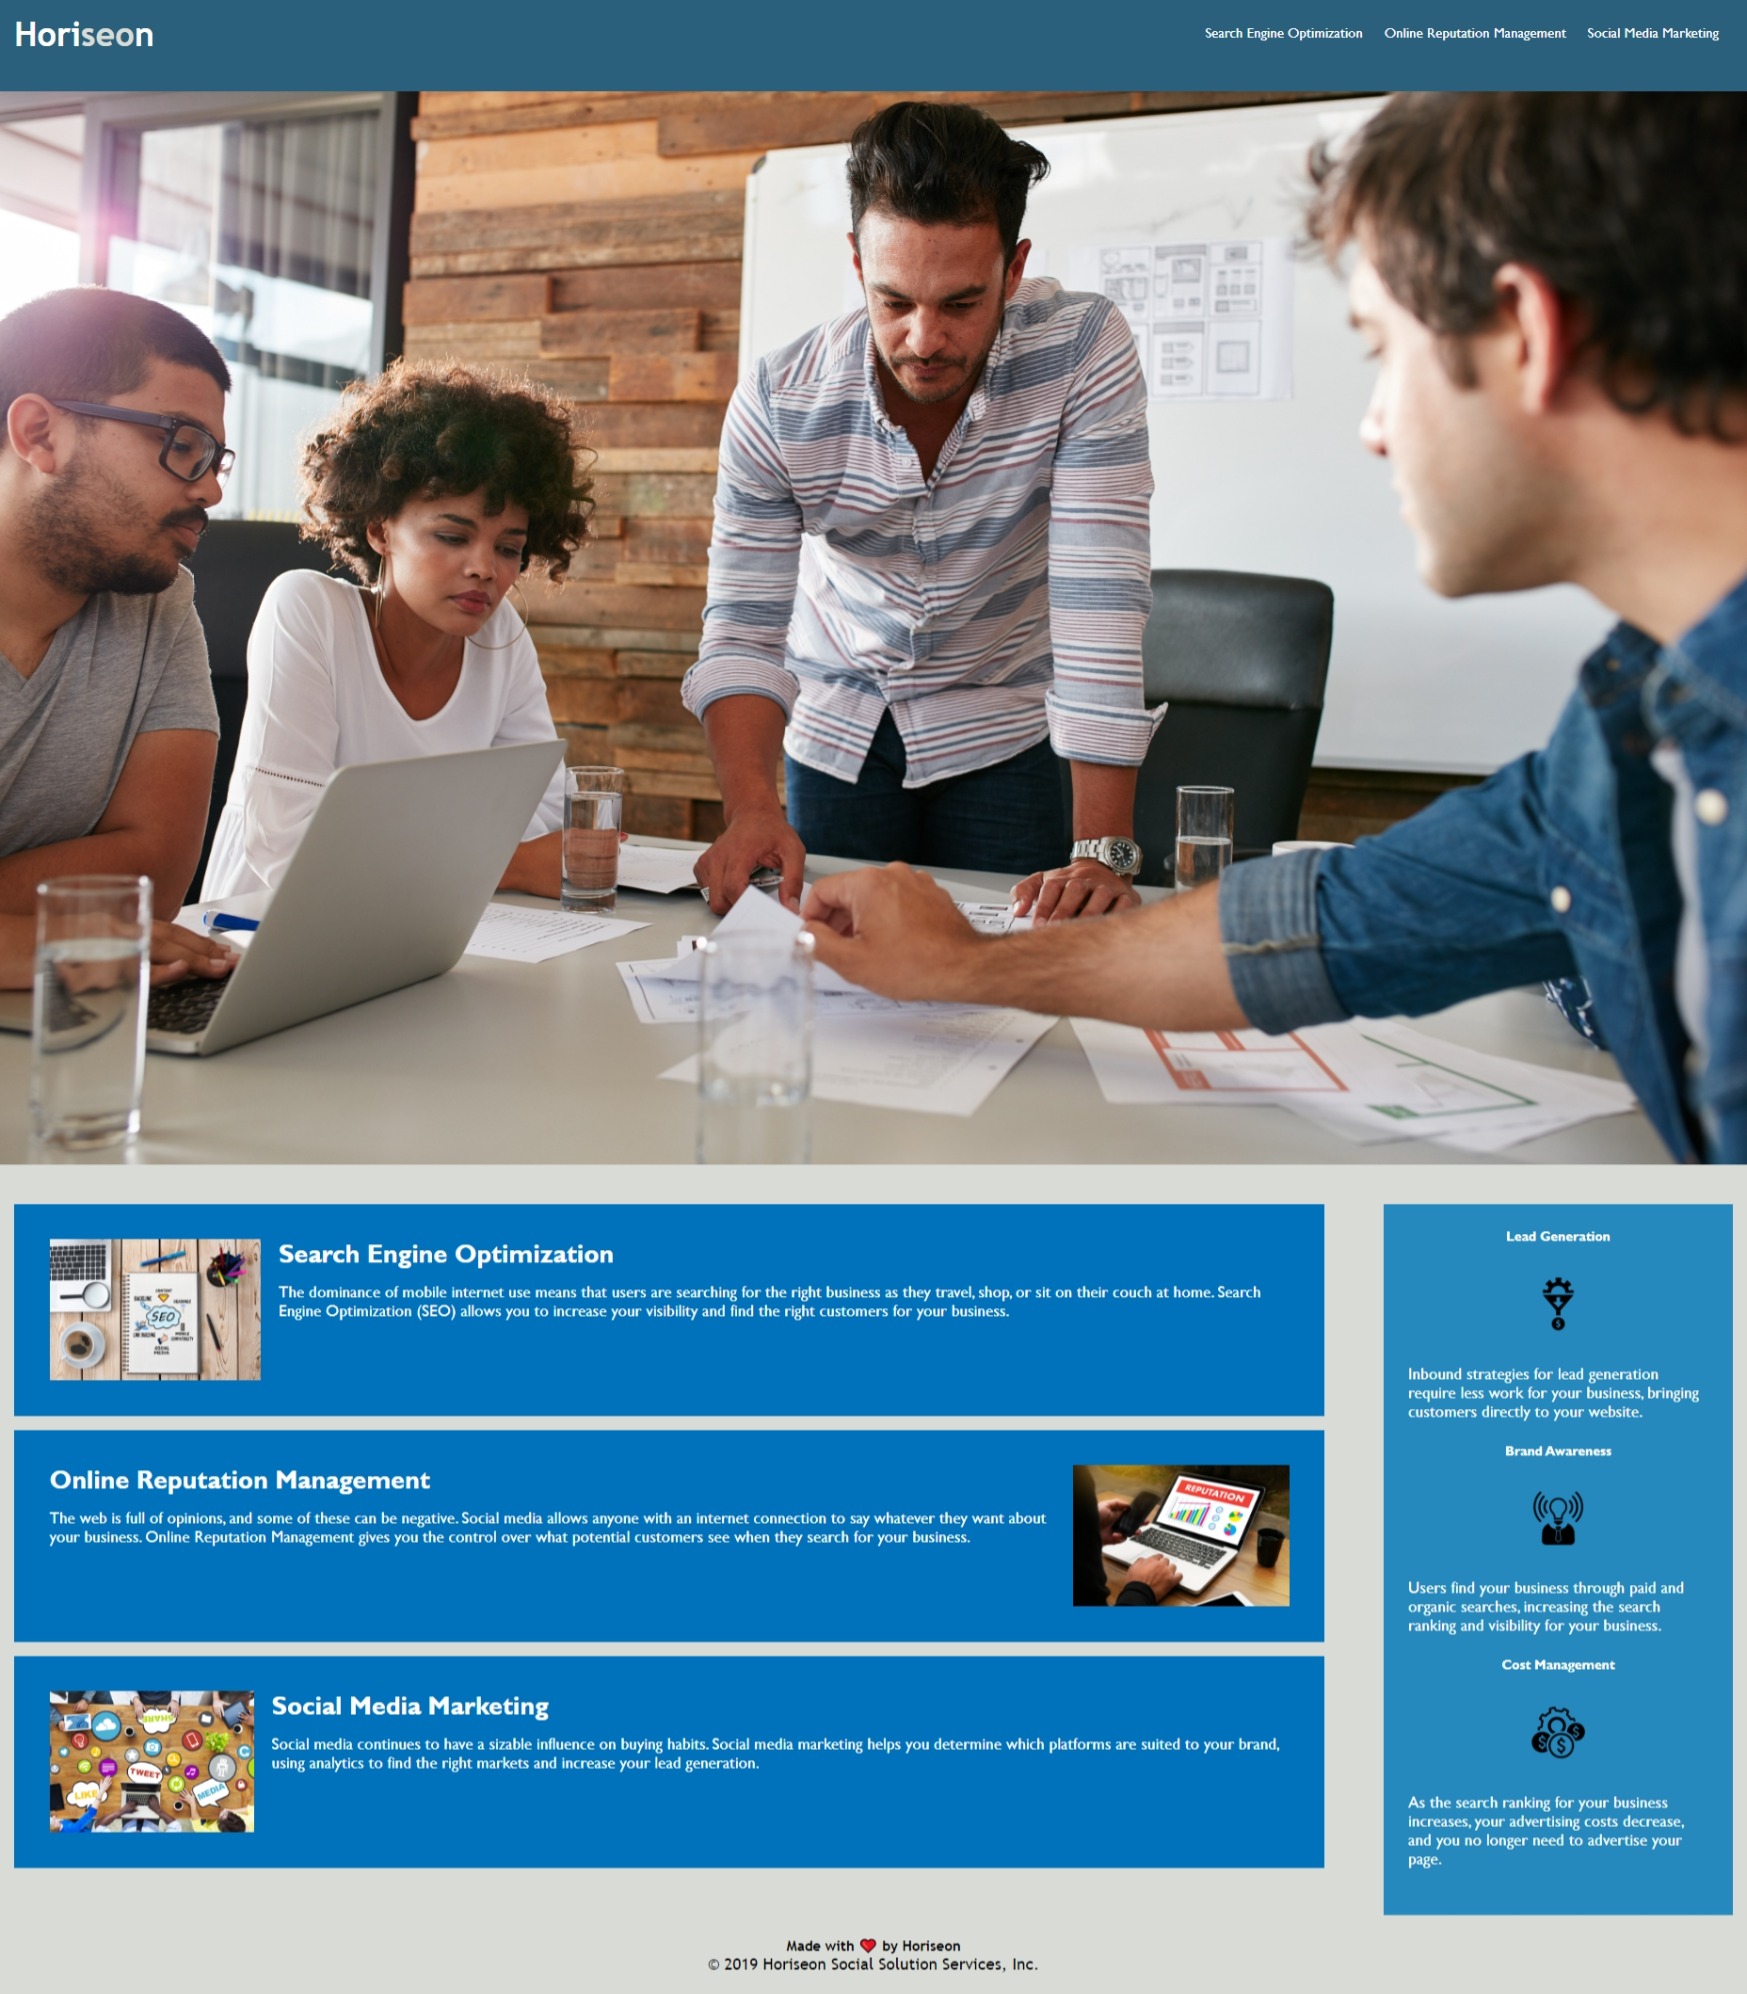 Horiseon
Search Engine Optimization
Online Reputation Management
Social Media Marketing
Search Engine Optimization
The dominance of mobile internet use means that users are searching for the right business as they travel, shop, or sit on their couch at home. Search
Engine Optimization (SEO) allows you to increase your visibility and find the right customers for your business.
SEO
Online Reputation Management
The web is full of opinions, and some of these can be negative. Social media allows anyone with an internet connection to say whatever they want about
your business. Online Reputation Management gives you the control over what potential customers see when they search for your business.
REPUTATION
Social Media Marketing
Social media continues to have a sizable influence on buying habits. Social media marketing helps you determine which platforms are suited to your brand,
using analytics to find the right markets and increase your lead generation.
SHARE
TWEET
LIKE
MEDIA
Lead Generation
Inbound strategies for lead generation
require less work for your business, bringing
customers directly to your website.
Brand Awareness
Users find your business through paid and
organic searches, increasing the search
ranking and visibility for your business.
Cost Management
As the search ranking for your business
increases, your advertising costs decrease,
and you no longer need to advertise your
page.
Made with ❤️ by Horiseon
© 2019 Horiseon Social Solution Services, Inc.